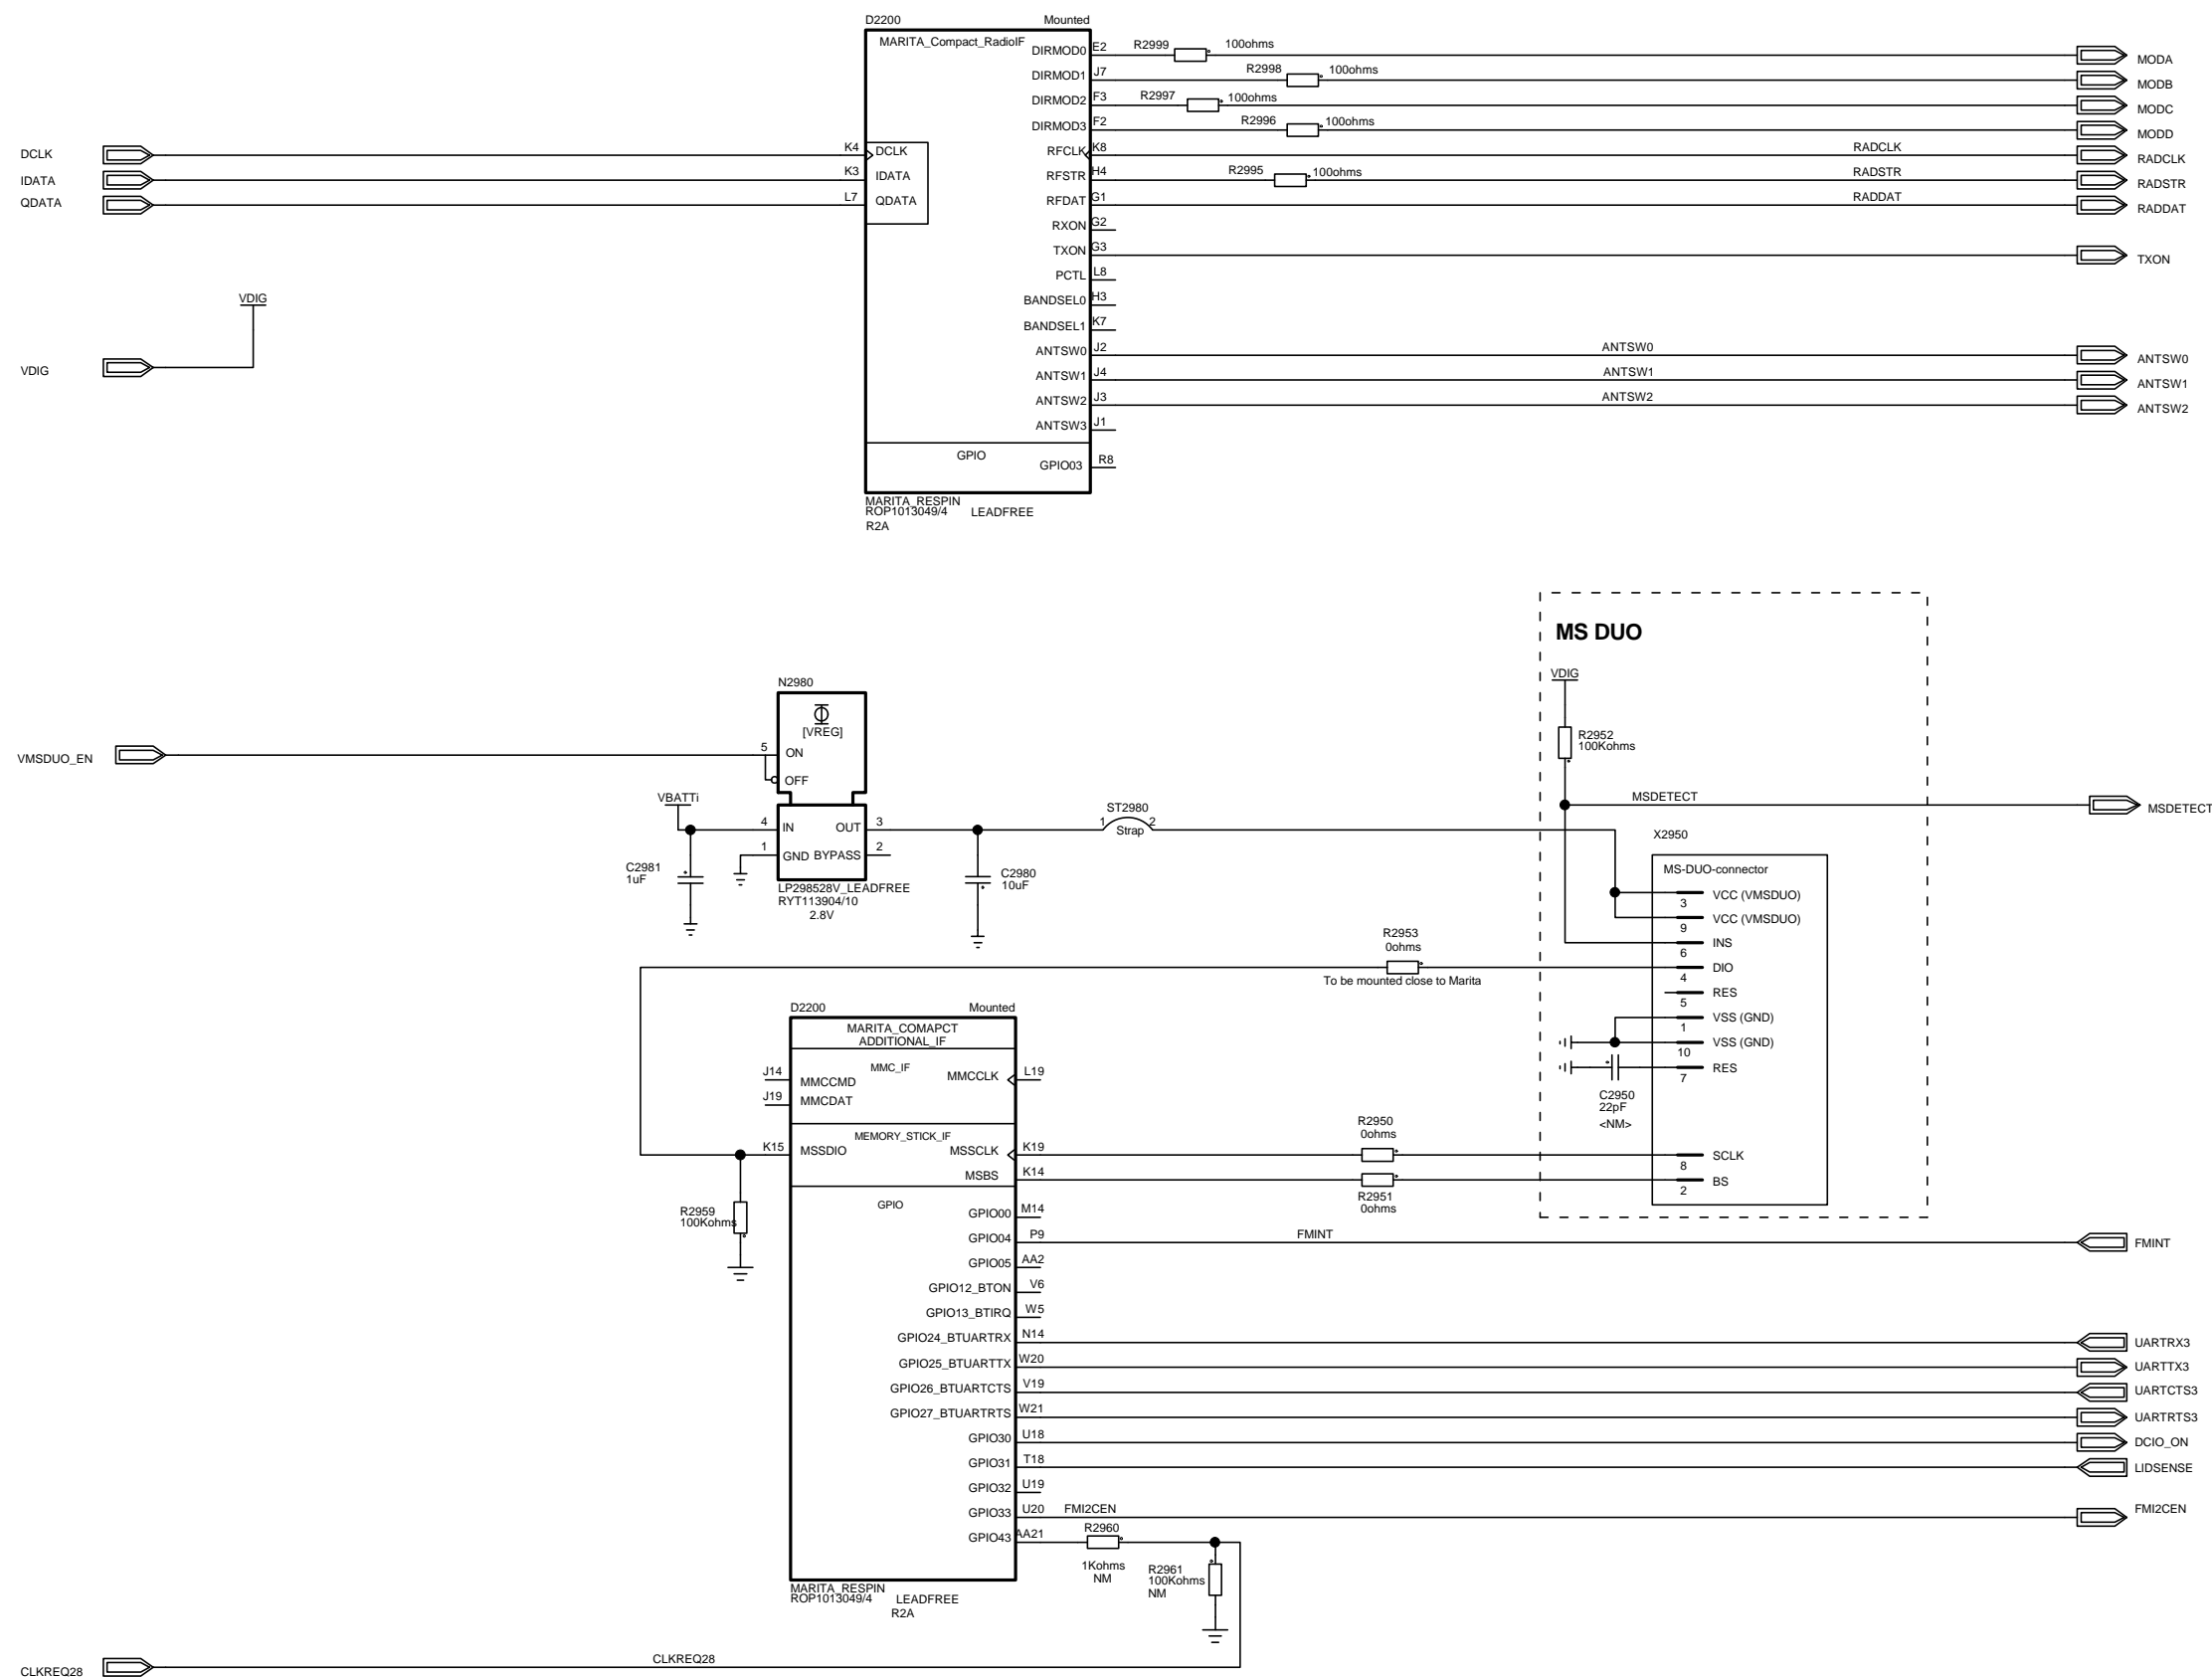 D2200 Mounted
MARITA_Compact_RadioIF
DIRMOD0 E2 R2999 100ohms MODA
DIRMOD1 J7 R2998 100ohms MODB
DIRMOD2 F3 R2997 100ohms MODC
DIRMOD3 F2 R2996 100ohms MODD
DCLK K4 DCLK RFCLK K8 RADCLK RADCLK
IDATA K3 IDATA RFSTR H4 R2995 100ohms RADSTR RADSTR
QDATA L7 QDATA RFDAT G1 RADDAT RADDAT
RXON G2
TXON G3 TXON
PCTL L8
VDIG BANDSEL0 H3
BANDSEL1 K7
ANTSW0 J2 ANTSW0 ANTSW0
VDIG ANTSW1 J4 ANTSW1 ANTSW1
ANTSW2 J3 ANTSW2 ANTSW2
ANTSW3 J1
GPIO GPIO03 R8
MARITA_RESPIN
ROP1013049/4 LEADFREE
R2A
MS DUO
VDIG
N2980
[VREG]
R2952
100Kohms
VMSDUO_EN 5 ON
OFF
VBATTi MSDETECT MSDETECT
ST2980
4 IN OUT 3 1 Strap 2
X2950
1 GND BYPASS 2
C2981
1uF
C2980
10uF
LP298528V_LEADFREE
RYT113904/10
2.8V
MS-DUO-connector
VCC (VMSDUO)
3
VCC (VMSDUO)
9
INS
6
R2953
0ohms
To be mounted close to Marita
DIO
4
RES
5
VSS (GND)
1
VSS (GND)
10
RES
7
C2950
22pF
<NM>
D2200 Mounted
MARITA_COMAPCT
ADDITIONAL_IF
MMC_IF
J14 MMCCMD MMCCLK L19
J19 MMCDAT
MEMORY_STICK_IF
R2950
0ohms
K15 MSSDIO MSSCLK K19 SCLK
8
MSBS K14 BS
2
R2951
0ohms
R2959
100Kohms
GPIO
GPIO00 M14
GPIO04 P9 FMINT FMINT
GPIO05 AA2
GPIO12_BTON V6
GPIO13_BTIRQ W5
GPIO24_BTUARTRX N14 UARTRX3
GPIO25_BTUARTTX W20 UARTTX3
GPIO26_BTUARTCTS V19 UARTCTS3
GPIO27_BTUARTRTS W21 UARTRTS3
GPIO30 U18 DCIO_ON
GPIO31 T18 LIDSENSE
GPIO32 U19
GPIO33 U20 FMI2CEN FMI2CEN
GPIO43 AA21 R2960
1Kohms
NM
R2961
100Kohms
NM
MARITA_RESPIN
ROP1013049/4 LEADFREE
R2A
CLKREQ28 CLKREQ28